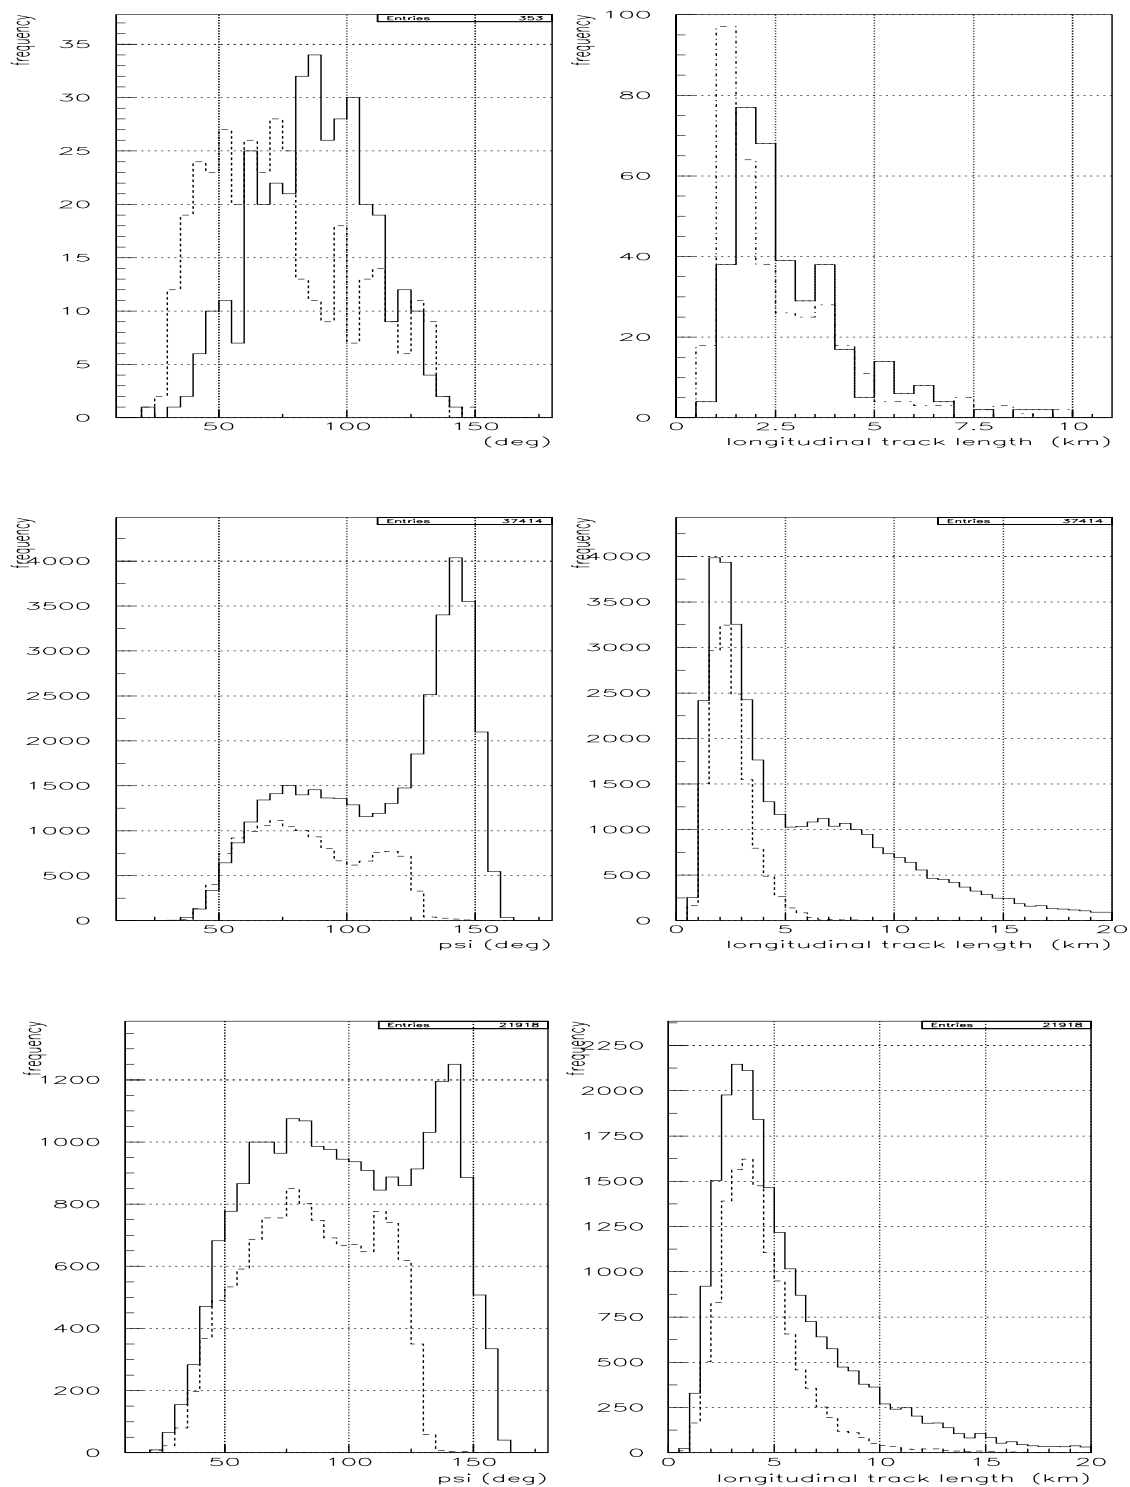 frequency
Entries 353
35
30
25
20
15
10
5
0
50 100 150
(deg)
frequency
100
80
60
40
20
0
0 2.5 5 7.5 10
longitudinal track length (km)
frequency
Entries 37414
4000
3500
3000
2500
2000
1500
1000
500
0
50 100 150
psi (deg)
frequency
Entries 37414
4000
3500
3000
2500
2000
1500
1000
500
0
0 5 10 15 20
longitudinal track length (km)
frequency
Entries 21918
1200
1000
800
600
400
200
0
50 100 150
psi (deg)
frequency
Entries 21918
2250
2000
1750
1500
1250
1000
750
500
250
0
0 5 10 15 20
longitudinal track length (km)